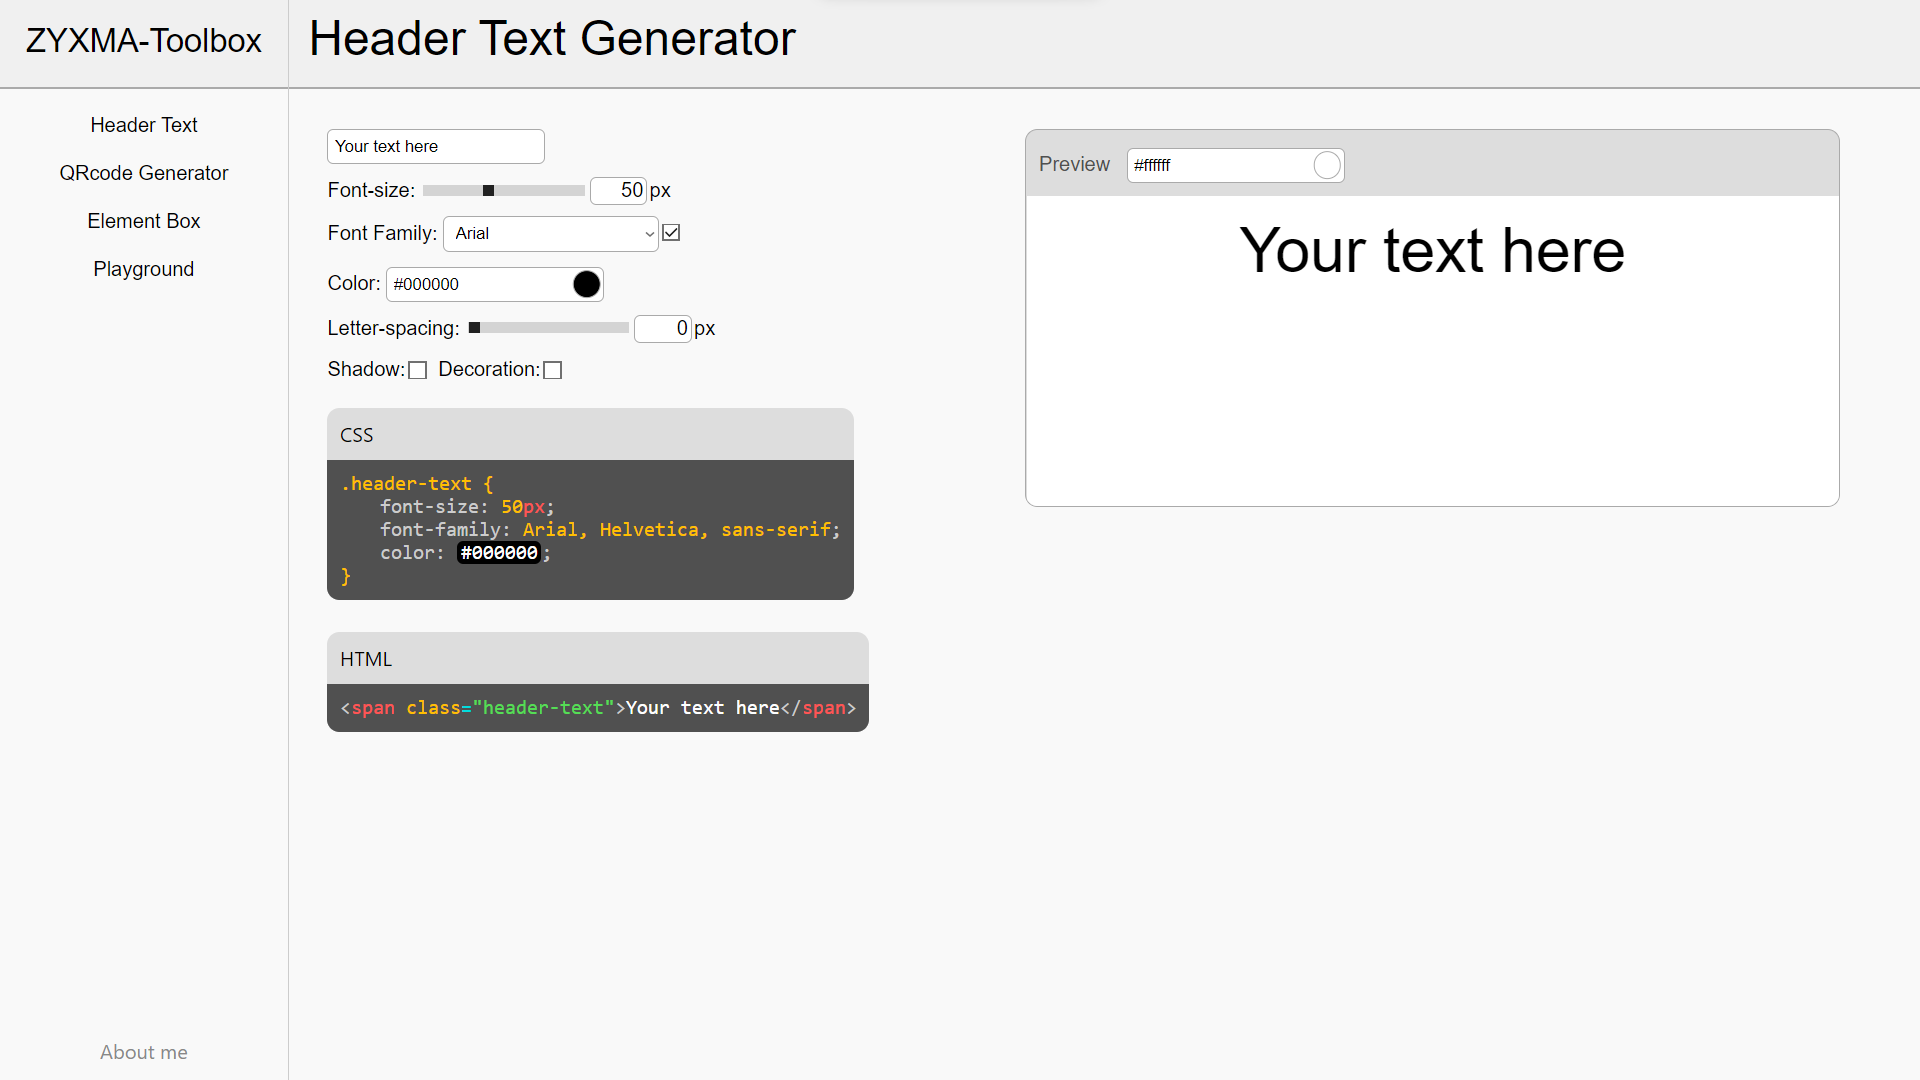 ZYXMA-Toolbox
Header Text Generator
Header Text
QRcode Generator
Element Box
Playground
About me
Your text here
Font-size: 50 px
Font Family: Arial
Color: #000000
Letter-spacing: 0 px
Shadow: Decoration:
CSS
.header-text {
font-size: 50px;
font-family: Arial, Helvetica, sans-serif;
color: #000000;
}
HTML
<span class="header-text">Your text here</span>
Preview #ffffff
Your text here